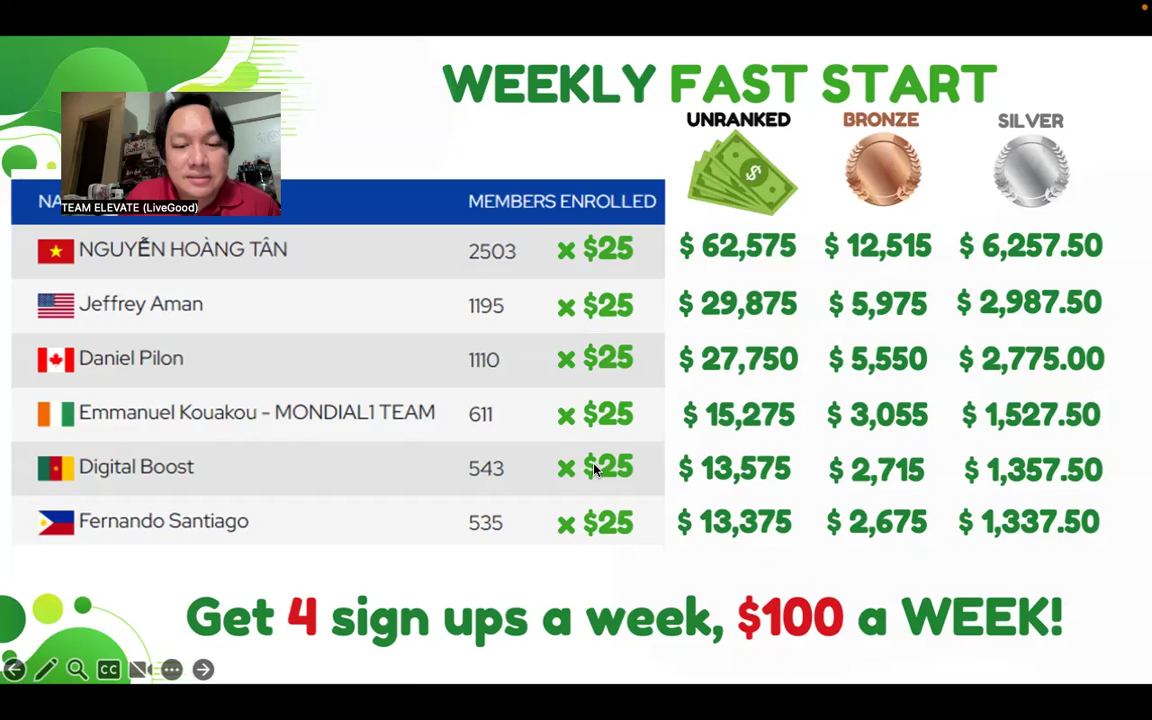 WEEKLY FAST START
UNRANKED BRONZE SILVER
TEAM ELEVATE (LiveGood)
MEMBERS ENROLLED
NGUYỄN HOÀNG TÂN 2503 × $25 $ 62,575 $ 12,515 $ 6,257.50
Jeffrey Aman 1195 × $25 $ 29,875 $ 5,975 $ 2,987.50
Daniel Pilon 1110 × $25 $ 27,750 $ 5,550 $ 2,775.00
Emmanuel Kouakou - MONDIAL1 TEAM 611 × $25 $ 15,275 $ 3,055 $ 1,527.50
Digital Boost 543 × $25 $ 13,575 $ 2,715 $ 1,357.50
Fernando Santiago 535 × $25 $ 13,375 $ 2,675 $ 1,337.50
Get 4 sign ups a week, $100 a WEEK!
CC